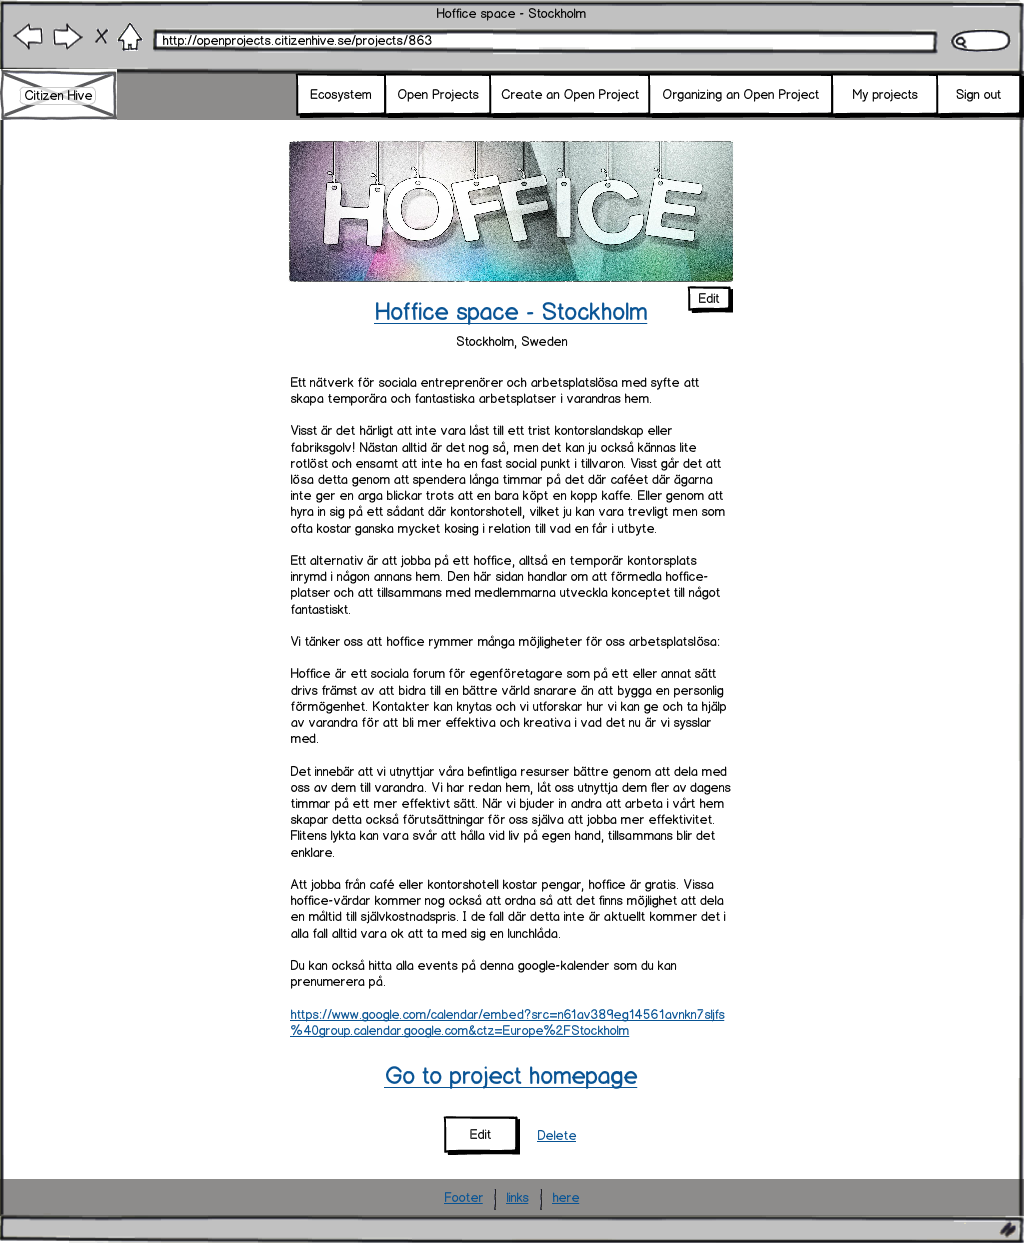 Hoffice space - Stockholm
http://openprojects.citizenhive.se/projects/863
Citizen Hive
Ecosystem
Open Projects
Create an Open Project
Organizing an Open Project
My projects
Sign out
HOFFICE
Edit
Hoffice space - Stockholm
Stockholm, Sweden
Ett nätverk för sociala entreprenörer och arbetsplatslösa med syfte att
skapa temporära och fantastiska arbetsplatser i varandras hem.
Visst är det härligt att inte vara låst till ett trist kontorslandskap eller
fabriksgolv! Nästan alltid är det nog så, men det kan ju också kännas lite
rotlöst och ensamt att inte ha en fast social punkt i tillvaron. Visst går det att
lösa detta genom att spendera långa timmar på det där caféet där ägarna
inte ger en arga blickar trots att en bara köpt en kopp kaffe. Eller genom att
hyra in sig på ett sådant där kontorshotell, vilket ju kan vara trevligt men som
ofta kostar ganska mycket kosing i relation till vad en får i utbyte.
Ett alternativ är att jobba på ett hoffice, alltså en temporär kontorsplats
inrymd i någon annans hem. Den här sidan handlar om att förmedla hoffice-
platser och att tillsammans med medlemmarna utveckla konceptet till något
fantastiskt.
Vi tänker oss att hoffice rymmer många möjligheter för oss arbetsplatslösa:
Hoffice är ett sociala forum för egenföretagare som på ett eller annat sätt
drivs främst av att bidra till en bättre värld snarare än att bygga en personlig
förmögenhet. Kontakter kan knytas och vi utforskar hur vi kan ge och ta hjälp
av varandra för att bli mer effektiva och kreativa i vad det nu är vi sysslar
med.
Det innebär att vi utnyttjar våra befintliga resurser bättre genom att dela med
oss av dem till varandra. Vi har redan hem, låt oss utnyttja dem fler av dagens
timmar på ett mer effektivt sätt. När vi bjuder in andra att arbeta i vårt hem
skapar detta också förutsättningar för oss själva att jobba mer effektivitet.
Flitens lykta kan vara svår att hålla vid liv på egen hand, tillsammans blir det
enklare.
Att jobba från café eller kontorshotell kostar pengar, hoffice är gratis. Vissa
hoffice-värdar kommer nog också att ordna så att det finns möjlighet att dela
en måltid till självkostnadspris. I de fall där detta inte är aktuellt kommer det i
alla fall alltid vara ok att ta med sig en lunchlåda.
Du kan också hitta alla events på denna google-kalender som du kan
prenumerera på.
https://www.google.com/calendar/embed?src=n61av389eg14561avnkn7sljfs
%40group.calendar.google.com&ctz=Europe%2FStockholm
Go to project homepage
Edit
Delete
Footer
links
here